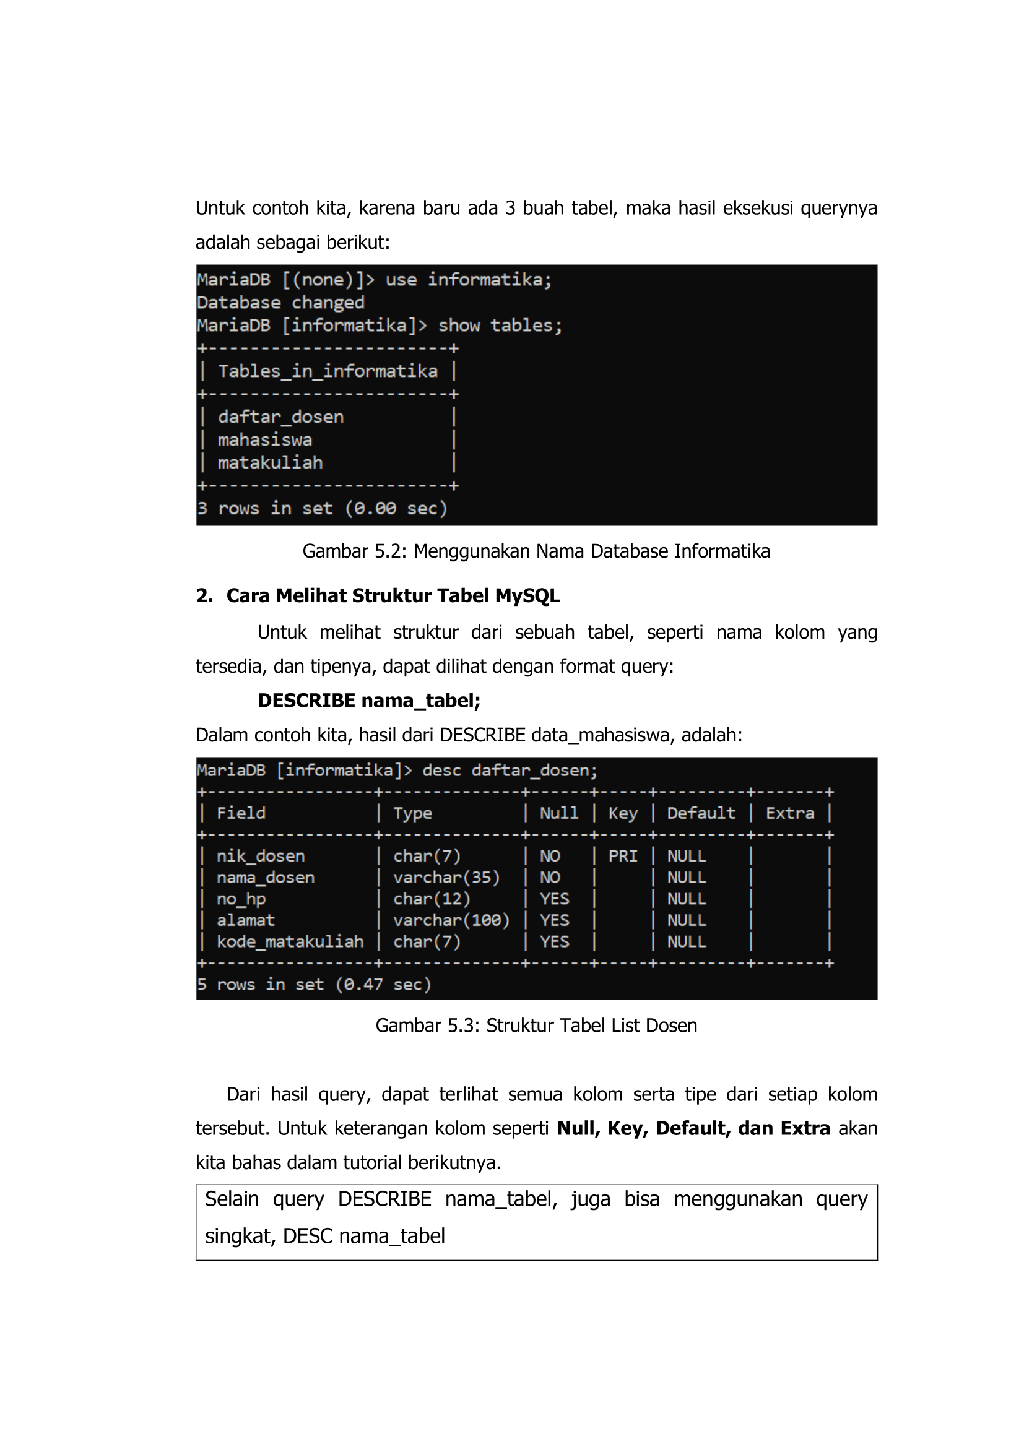 Untuk contoh kita, karena baru ada 3 buah tabel, maka hasil eksekusi querynya
adalah sebagai berikut:
MariaDB [(none)]> use informatika;
Database changed
MariaDB [informatika]> show tables;
+-----------------------+
| Tables_in_informatika |
+-----------------------+
| daftar_dosen          |
| mahasiswa             |
| matakuliah            |
+-----------------------+
3 rows in set (0.00 sec)
Gambar 5.2: Menggunakan Nama Database Informatika
2. Cara Melihat Struktur Tabel MySQL
Untuk melihat struktur dari sebuah tabel, seperti nama kolom yang
tersedia, dan tipenya, dapat dilihat dengan format query:
DESCRIBE nama_tabel;
Dalam contoh kita, hasil dari DESCRIBE data_mahasiswa, adalah:
MariaDB [informatika]> desc daftar_dosen;
+-----------------+--------------+------+-----+---------+-------+
| Field           | Type         | Null | Key | Default | Extra |
+-----------------+--------------+------+-----+---------+-------+
| nik_dosen       | char(7)      | NO   | PRI | NULL    |       |
| nama_dosen      | varchar(35)  | NO   |     | NULL    |       |
| no_hp           | char(12)     | YES  |     | NULL    |       |
| alamat          | varchar(100) | YES  |     | NULL    |       |
| kode_matakuliah | char(7)      | YES  |     | NULL    |       |
+-----------------+--------------+------+-----+---------+-------+
5 rows in set (0.47 sec)
Gambar 5.3: Struktur Tabel List Dosen
Dari hasil query, dapat terlihat semua kolom serta tipe dari setiap kolom
tersebut. Untuk keterangan kolom seperti Null, Key, Default, dan Extra akan
kita bahas dalam tutorial berikutnya.
Selain query DESCRIBE nama_tabel, juga bisa menggunakan query
singkat, DESC nama_tabel